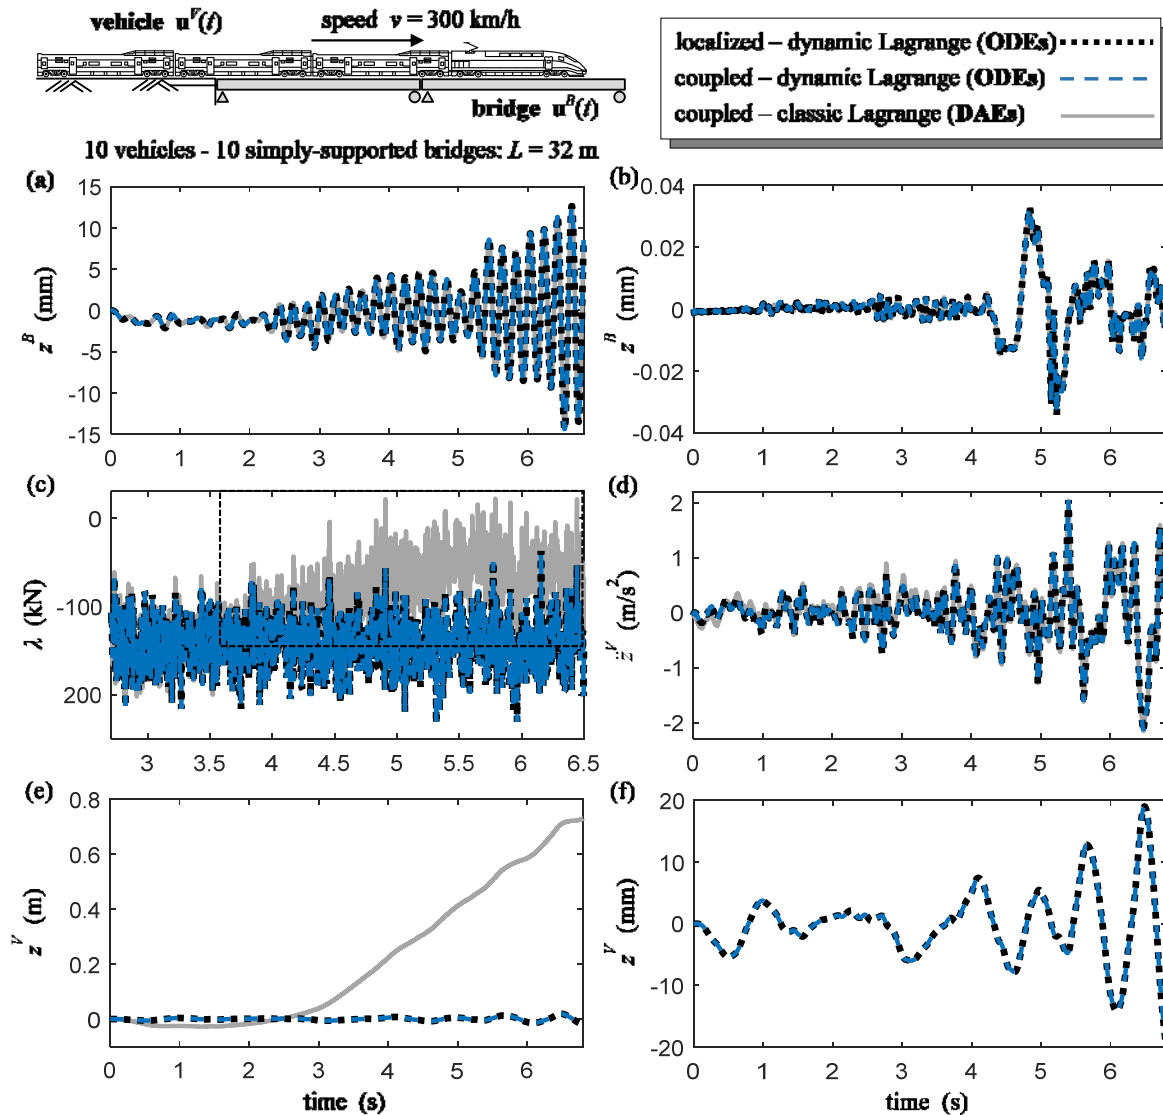 vehicle u^V(t)
speed v = 300 km/h
bridge u^B(t)
10 vehicles - 10 simply-supported bridges: L = 32 m
localized – dynamic Lagrange (ODEs)
coupled – dynamic Lagrange (ODEs)
coupled – classic Lagrange (DAEs)
(a)
15
10
5
0
-5
-10
-15
z^B (mm)
0 1 2 3 4 5 6
(b)
0.04
0.02
0
-0.02
-0.04
z^B (mm)
0 1 2 3 4 5 6
(c)
0
-100
200
λ (kN)
3 3.5 4 4.5 5 5.5 6 6.5
(d)
2
1
0
-1
-2
z̈^V (m/s²)
0 1 2 3 4 5 6
(e)
0.8
0.6
0.4
0.2
0
z^V (m)
0 1 2 3 4 5 6
time (s)
(f)
20
10
0
-10
-20
z^V (mm)
0 1 2 3 4 5 6
time (s)